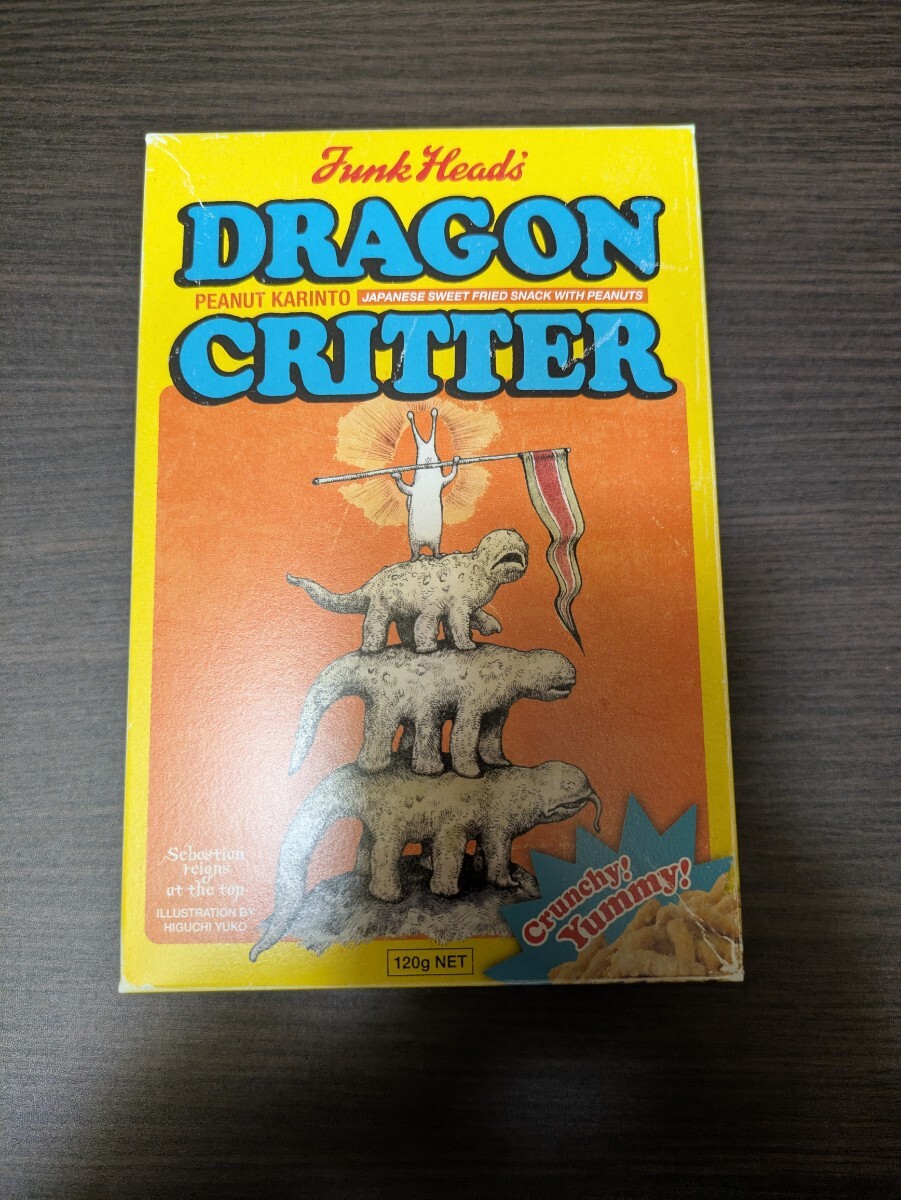 Junk Head's
DRAGON
PEANUT KARINTO JAPANESE SWEET FRIED SNACK WITH PEANUTS
CRITTER
Sebastian
reigns
at the top
ILLUSTRATION BY
HIGUCHI YUKO
Crunchy!
Yummy!
120g NET